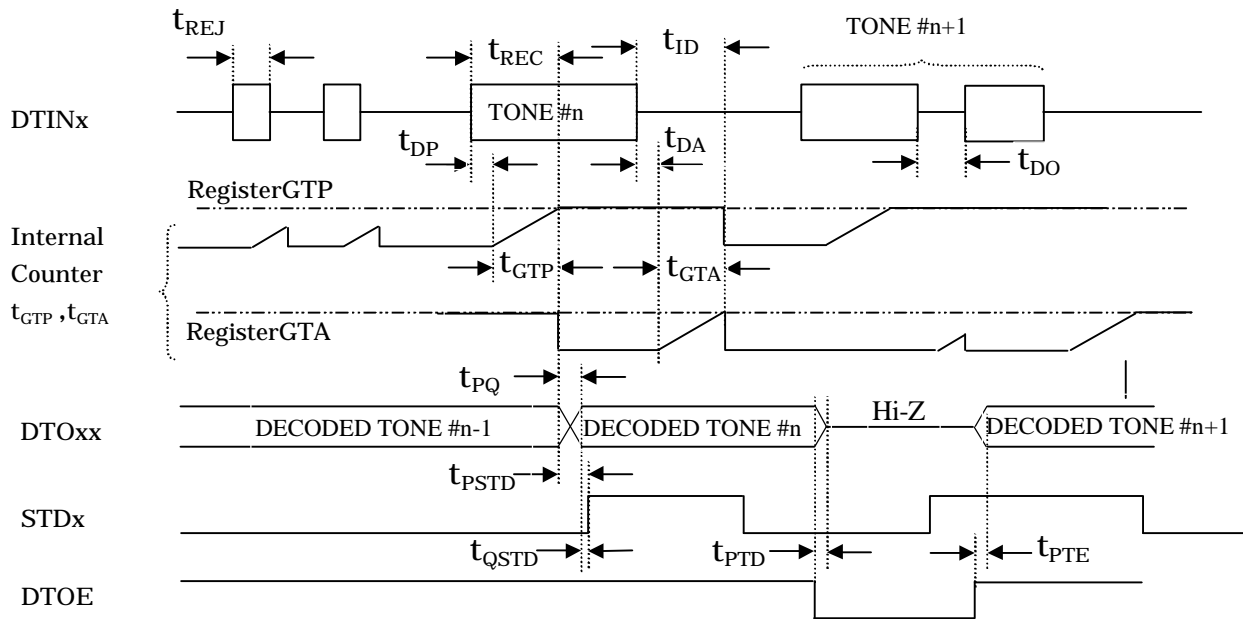 tREJ
tREC
tID
TONE #n+1
DTINx
TONE #n
tDP
tDA
tDO
RegisterGTP
Internal
Counter
tGTP ,tGTA
tGTP
tGTA
RegisterGTA
tPQ
DTOxx
DECODED TONE #n-1
DECODED TONE #n
Hi-Z
DECODED TONE #n+1
tPSTD
STDx
tQSTD
tPTD
tPTE
DTOE